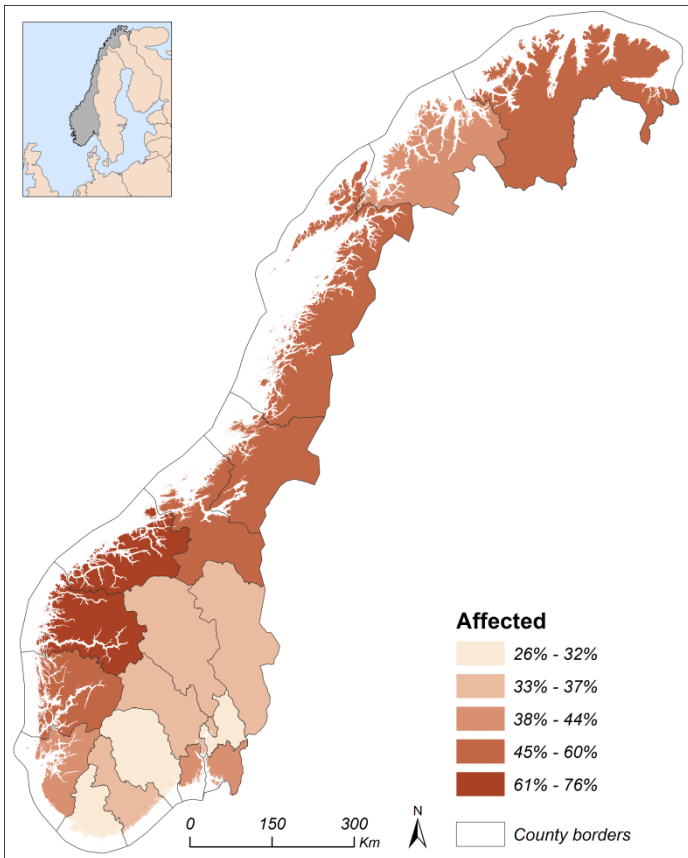 Affected
26% - 32%
33% - 37%
38% - 44%
45% - 60%
61% - 76%
County borders
N
0 150 300
Km